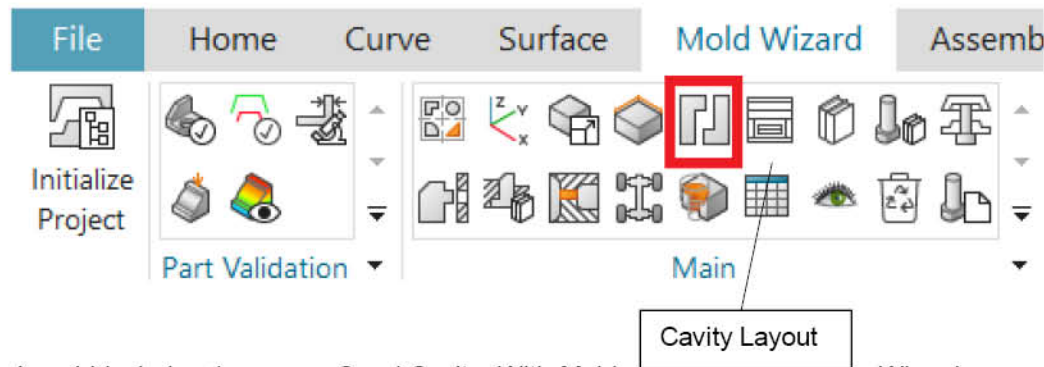 File Home Curve Surface Mold Wizard Assemb
Initialize
Project
Part Validation
Main
Cavity Layout